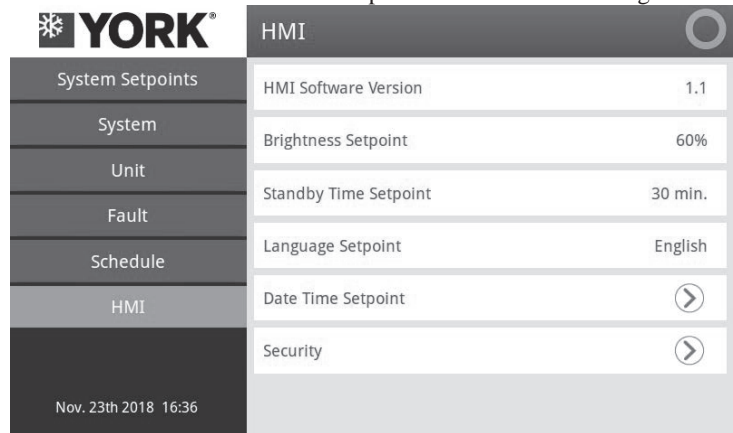 YORK®
System Setpoints
System
Unit
Fault
Schedule
HMI
Nov. 23th 2018 16:36
HMI
HMI Software Version 1.1
Brightness Setpoint 60%
Standby Time Setpoint 30 min.
Language Setpoint English
Date Time Setpoint
Security